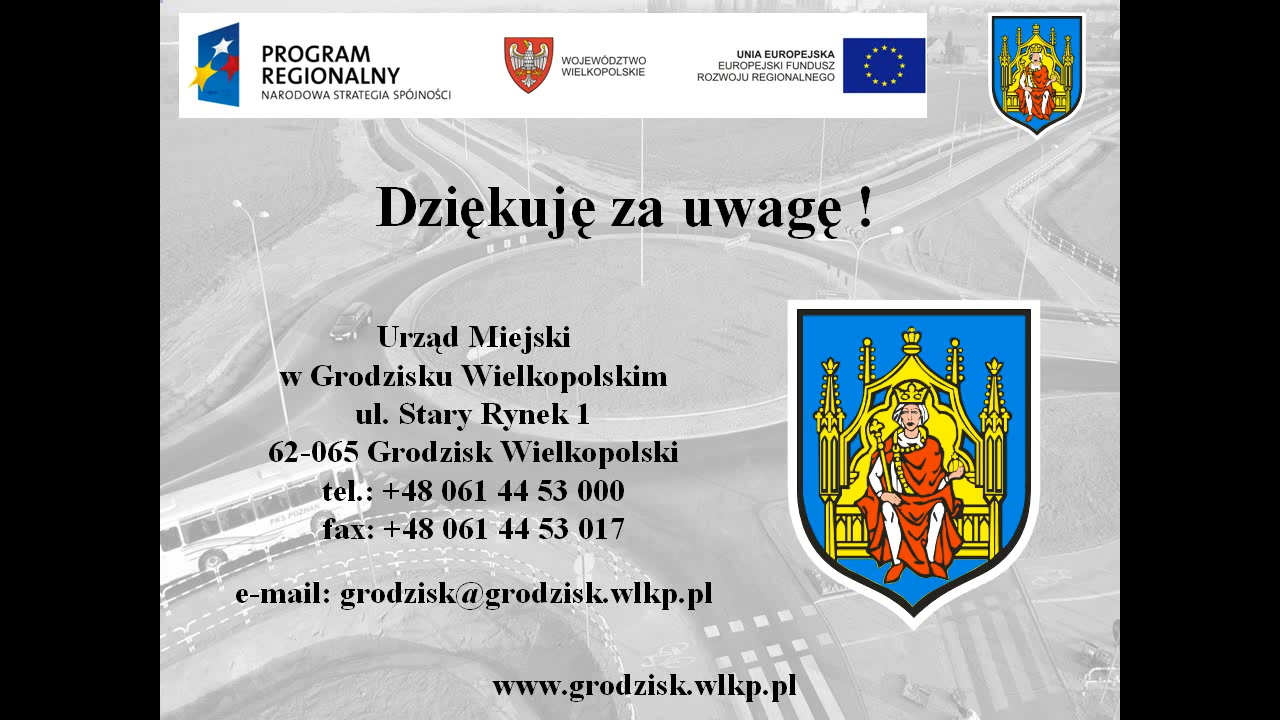 PROGRAM
REGIONALNY
NARODOWA STRATEGIA SPÓJNOŚCI
WOJEWÓDZTWO
WIELKOPOLSKIE
UNIA EUROPEJSKA
EUROPEJSKI FUNDUSZ
ROZWOJU REGIONALNEGO
Dziękuję za uwagę !
Urząd Miejski
w Grodzisku Wielkopolskim
ul. Stary Rynek 1
62-065 Grodzisk Wielkopolski
tel.: +48 061 44 53 000
fax: +48 061 44 53 017
PKS POZNAŃ
e-mail: grodzisk@grodzisk.wlkp.pl
www.grodzisk.wlkp.pl